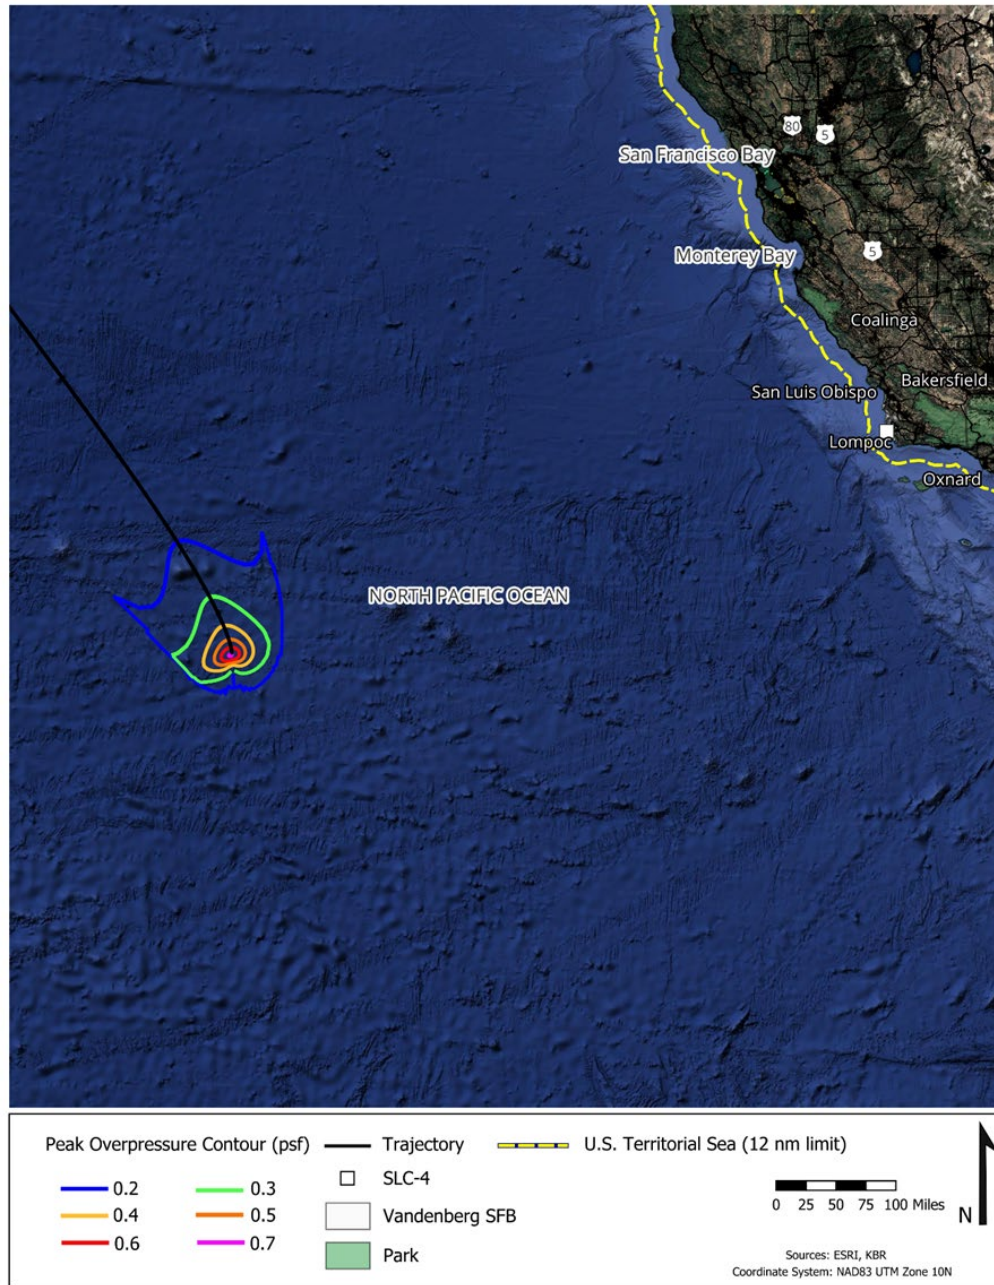 80
5
San Francisco Bay
5
Monterey Bay
Coalinga
Bakersfield
San Luis Obispo
Lompoc
Oxnard
NORTH PACIFIC OCEAN
Peak Overpressure Contour (psf)
0.2
0.3
0.4
0.5
0.6
0.7
Trajectory
SLC-4
Vandenberg SFB
Park
U.S. Territorial Sea (12 nm limit)
0 25 50 75 100 Miles
N
Sources: ESRI, KBR
Coordinate System: NAD83 UTM Zone 10N